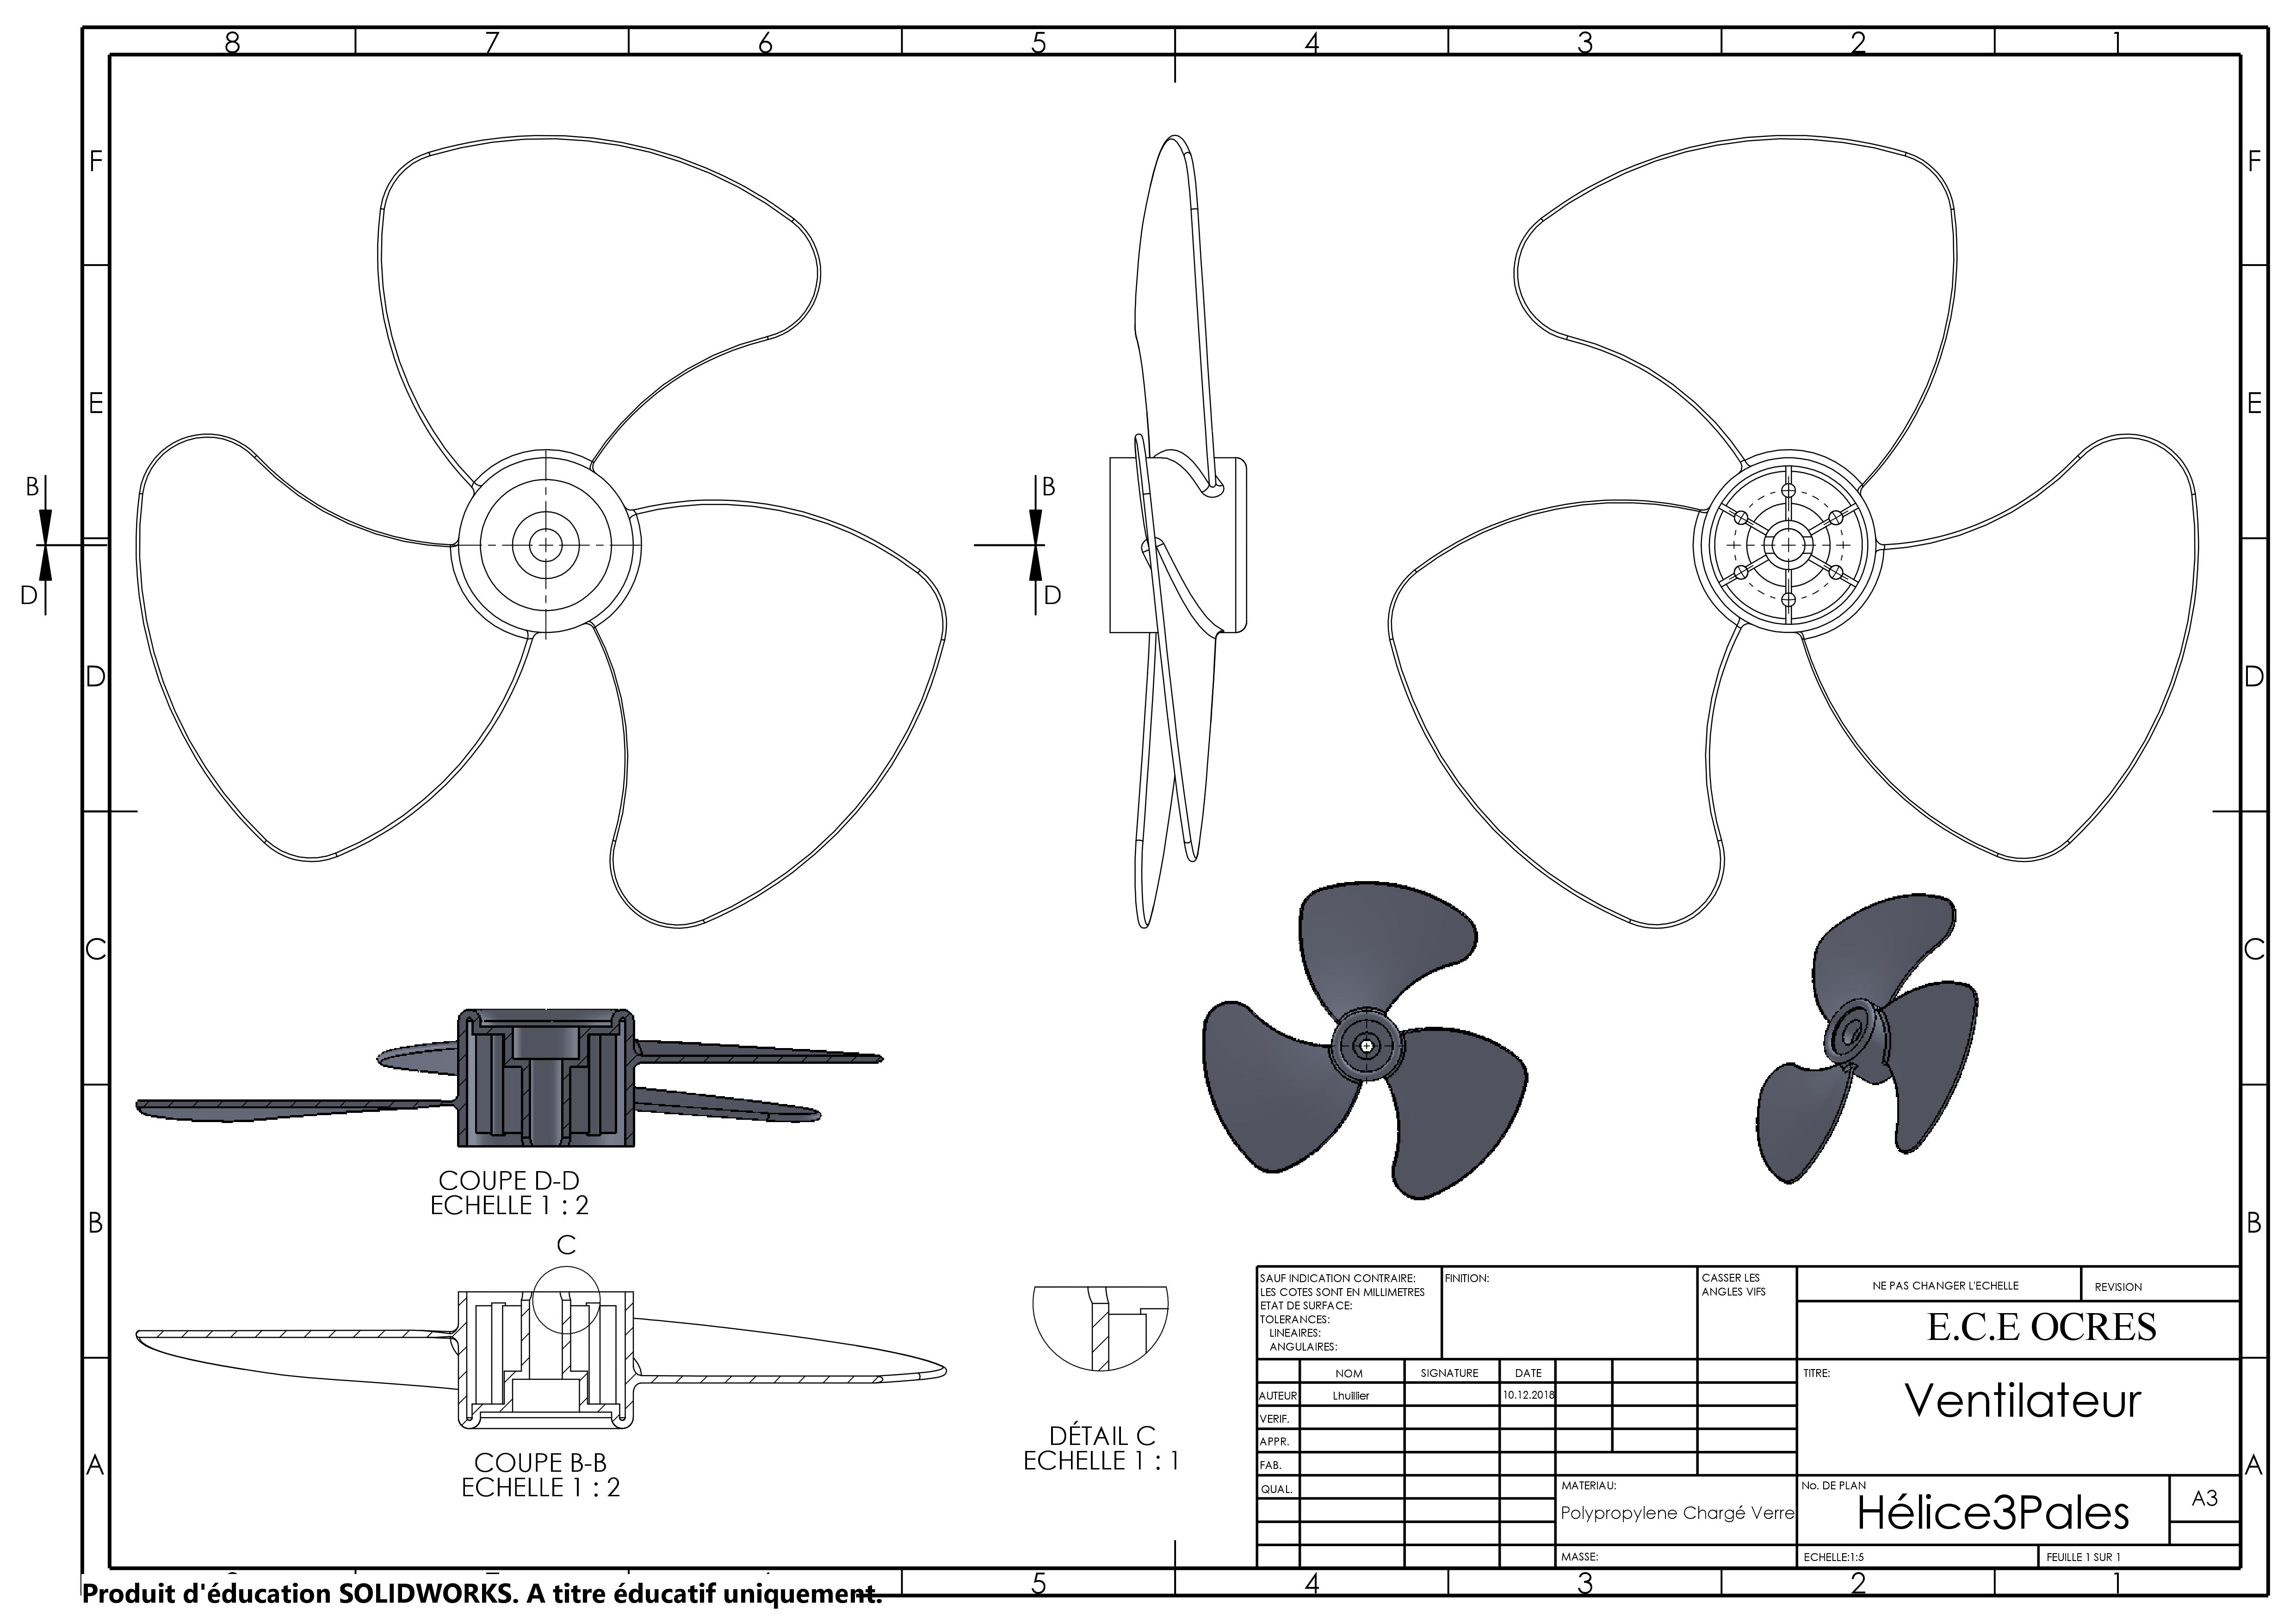 8 7 6 5 4 3 2 1
F F
E E
B B
D D
D D
C C
COUPE D-D
ECHELLE 1 : 2
B B
C
COUPE B-B
ECHELLE 1 : 2
DÉTAIL C
ECHELLE 1 : 1
A A
SAUF INDICATION CONTRAIRE:
LES COTES SONT EN MILLIMETRES
ETAT DE SURFACE:
TOLERANCES:
LINEAIRES:
ANGULAIRES:
FINITION:
CASSER LES
ANGLES VIFS
NE PAS CHANGER L'ECHELLE
REVISION
E.C.E OCRES
NOM SIGNATURE DATE
AUTEUR Lhuillier 10.12.2018
VERIF.
APPR.
FAB.
QUAL.
TITRE:
Ventilateur
MATERIAU:
Polypropylene Chargé Verre
No. DE PLAN
Hélice3Pales
A3
MASSE:
ECHELLE:1:5
FEUILLE 1 SUR 1
5 4 3 2 1
Produit d'éducation SOLIDWORKS. A titre éducatif uniquement.